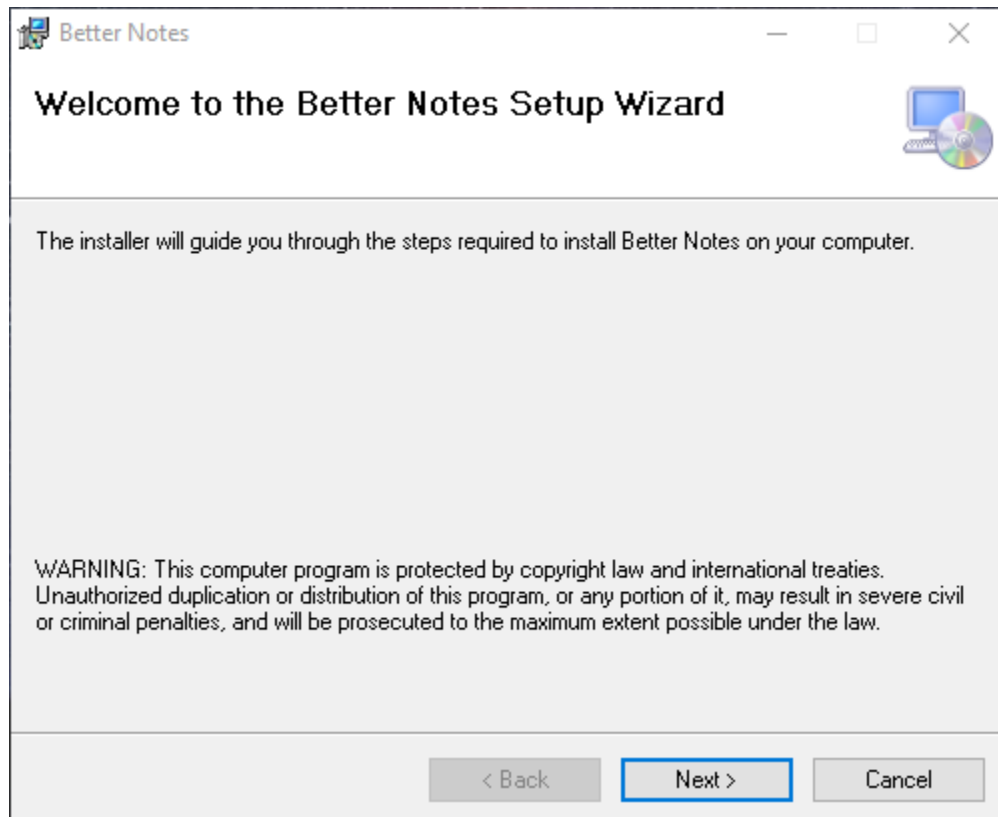 Better Notes
Welcome to the Better Notes Setup Wizard
The installer will guide you through the steps required to install Better Notes on your computer.
WARNING: This computer program is protected by copyright law and international treaties.
Unauthorized duplication or distribution of this program, or any portion of it, may result in severe civil
or criminal penalties, and will be prosecuted to the maximum extent possible under the law.
< Back Next > Cancel